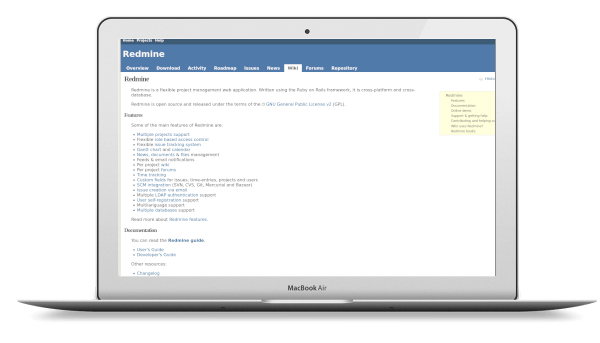 Home Projects Help
Redmine
Overview Download Activity Roadmap Issues News Wiki Forums Repository
Redmine
Redmine is a flexible project management web application. Written using the Ruby on Rails framework, it is cross-platform and cross-
database.
Redmine is open source and released under the terms of the GNU General Public License v2 (GPL).
Features
Some of the main features of Redmine are:
Multiple projects support
Flexible role based access control
Flexible issue tracking system
Gantt chart and calendar
News, documents & files management
Feeds & email notifications
Per project wiki
Per project forums
Time tracking
Custom fields for issues, time-entries, projects and users
SCM integration (SVN, CVS, Git, Mercurial and Bazaar)
Issue creation via email
Multiple LDAP authentication support
User self-registration support
Multilanguage support
Multiple databases support
Read more about Redmine features.
Documentation
You can read the Redmine guide
User's Guide
Developer's Guide
Other resources:
Changelog
Redmine
Features
Documentation
Online demo
Support & getting help
Contributing and helping
Who uses Redmine?
Redmine books
MacBook Air